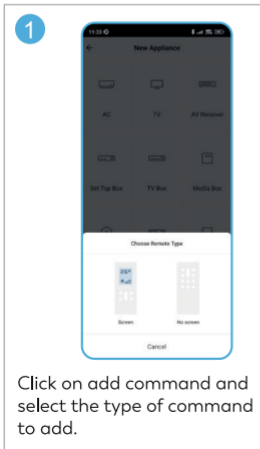 1
11:33
New Appliance
AC
TV
AV Receiver
Set Top Box
TV Box
Media Box
Choose Remote Type
Screen
No screen
Cancel
Click on add command and
select the type of command
to add.